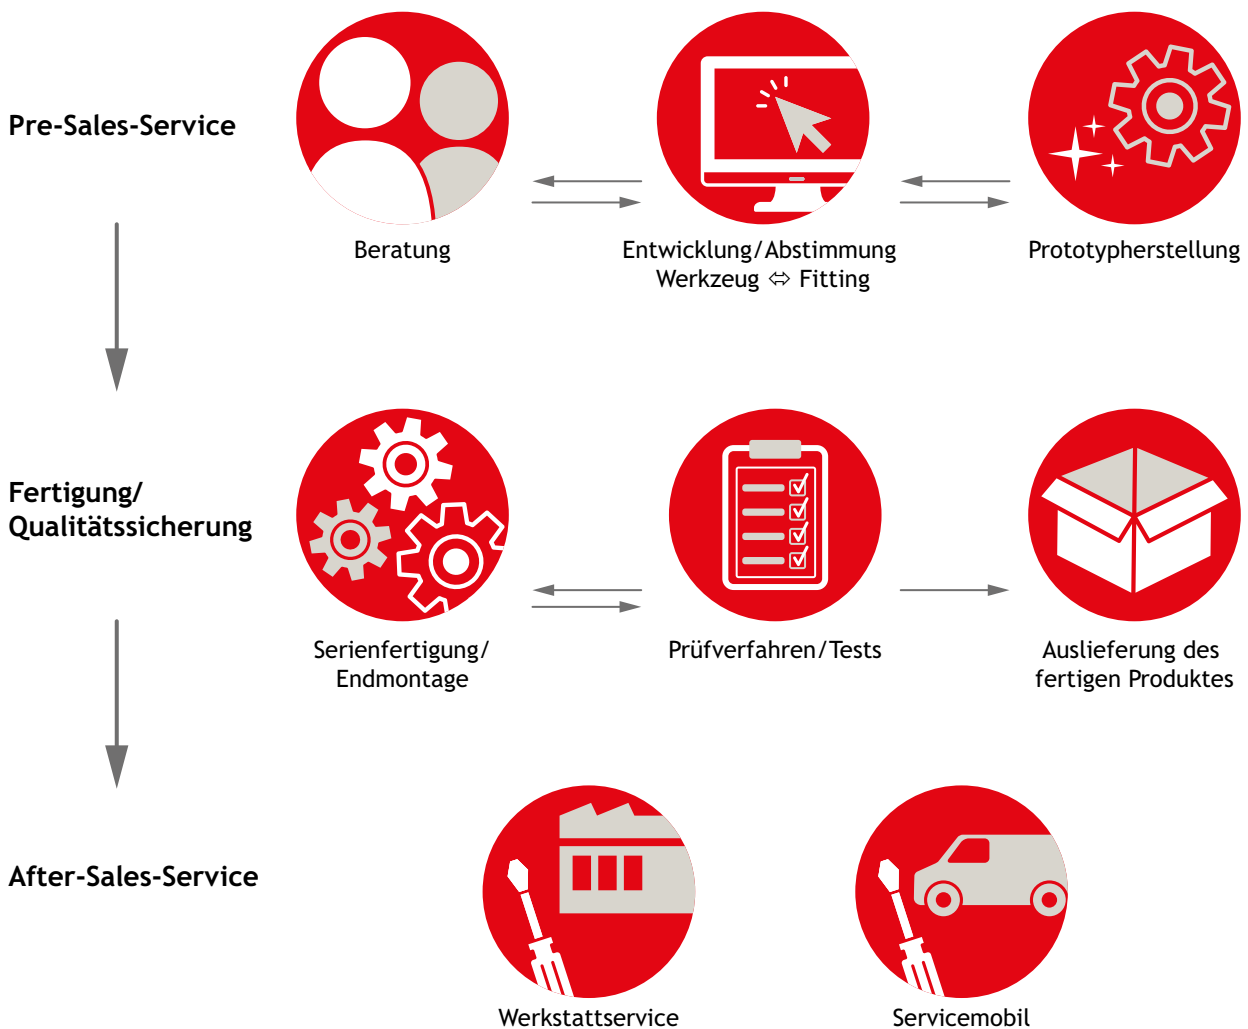 Pre-Sales-Service
Beratung
Entwicklung/Abstimmung
Werkzeug ⬄ Fitting
Prototypherstellung
Fertigung/
Qualitätssicherung
Serienfertigung/
Endmontage
Prüfverfahren/Tests
Auslieferung des
fertigen Produktes
After-Sales-Service
Werkstattservice
Servicemobil